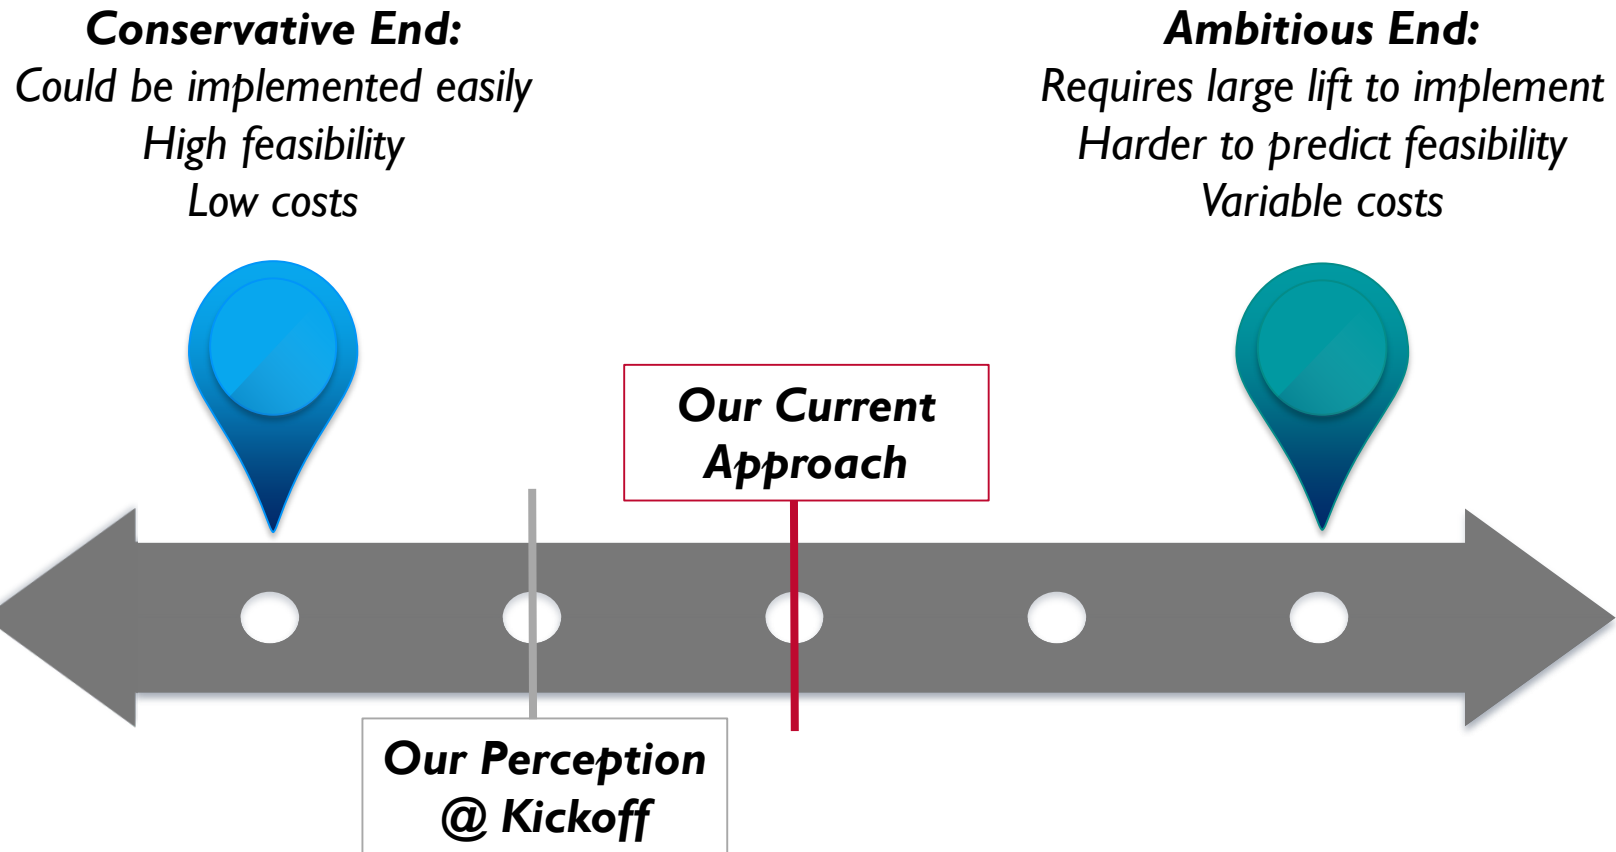 Conservative End:
Could be implemented easily
High feasibility
Low costs
Ambitious End:
Requires large lift to implement
Harder to predict feasibility
Variable costs
Our Current
Approach
Our Perception
@ Kickoff